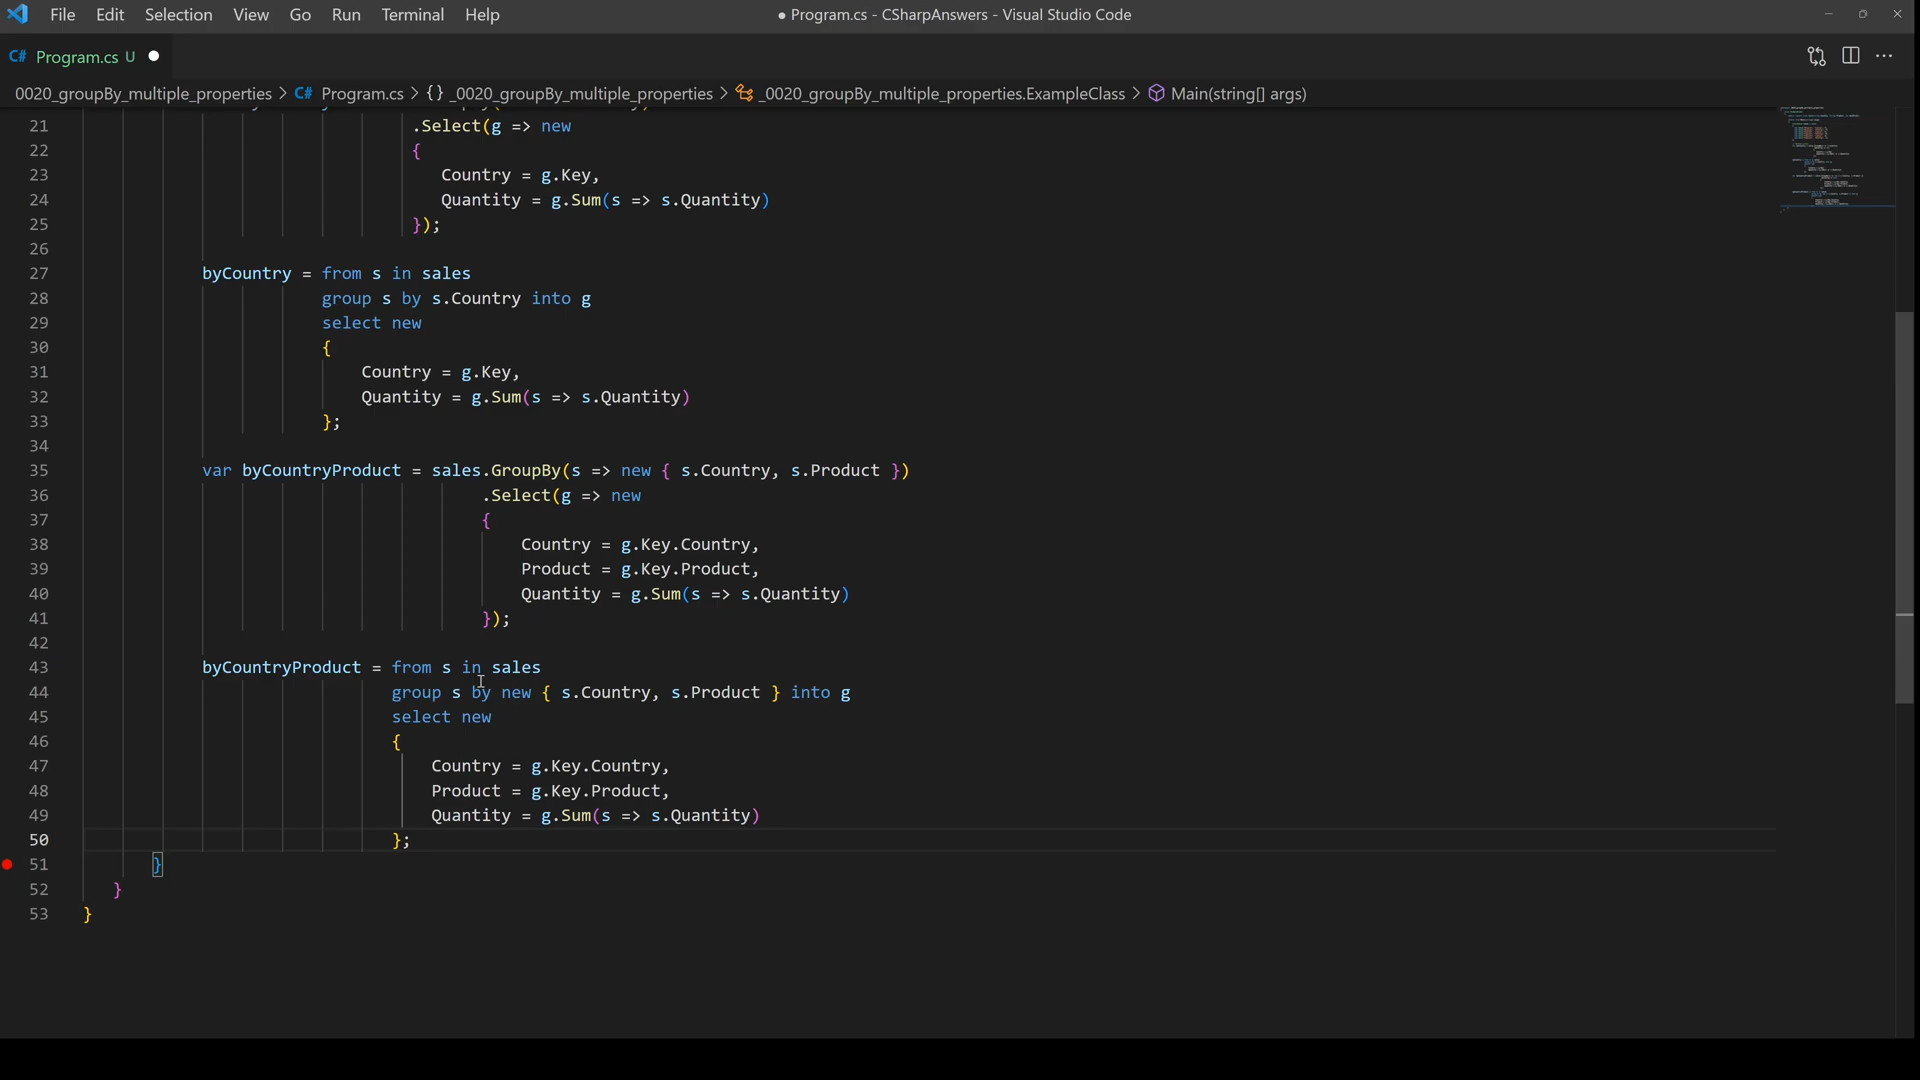 File Edit Selection View Go Run Terminal Help
● Program.cs - CSharpAnswers - Visual Studio Code
C# Program.cs U ●
0020_groupBy_multiple_properties > C# Program.cs > {} _0020_groupBy_multiple_properties > _0020_groupBy_multiple_properties.ExampleClass > Main(string[] args)
21 .Select(g => new
22 {
23 Country = g.Key,
24 Quantity = g.Sum(s => s.Quantity)
25 });
26
27 byCountry = from s in sales
28 group s by s.Country into g
29 select new
30 {
31 Country = g.Key,
32 Quantity = g.Sum(s => s.Quantity)
33 };
34
35 var byCountryProduct = sales.GroupBy(s => new { s.Country, s.Product })
36 .Select(g => new
37 {
38 Country = g.Key.Country,
39 Product = g.Key.Product,
40 Quantity = g.Sum(s => s.Quantity)
41 });
42
43 byCountryProduct = from s in sales
44 group s by new { s.Country, s.Product } into g
45 select new
46 {
47 Country = g.Key.Country,
48 Product = g.Key.Product,
49 Quantity = g.Sum(s => s.Quantity)
50 };
51 }
52 }
53 }